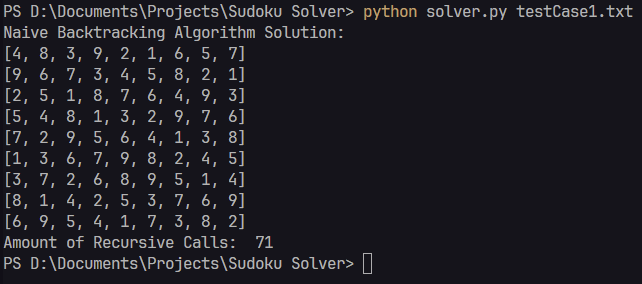 PS D:\Documents\Projects\Sudoku Solver> python solver.py testCase1.txt
Naive Backtracking Algorithm Solution:
[4, 8, 3, 9, 2, 1, 6, 5, 7]
[9, 6, 7, 3, 4, 5, 8, 2, 1]
[2, 5, 1, 8, 7, 6, 4, 9, 3]
[5, 4, 8, 1, 3, 2, 9, 7, 6]
[7, 2, 9, 5, 6, 4, 1, 3, 8]
[1, 3, 6, 7, 9, 8, 2, 4, 5]
[3, 7, 2, 6, 8, 9, 5, 1, 4]
[8, 1, 4, 2, 5, 3, 7, 6, 9]
[6, 9, 5, 4, 1, 7, 3, 8, 2]
Amount of Recursive Calls:  71
PS D:\Documents\Projects\Sudoku Solver>